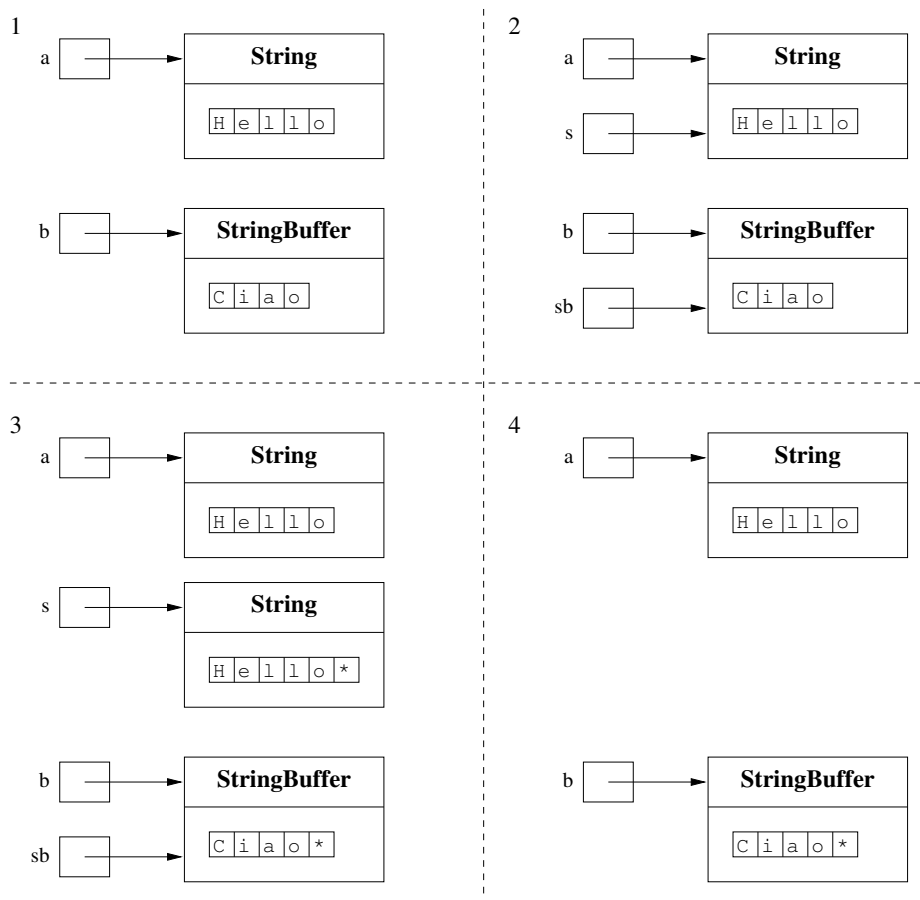 1
a
String
H e l l o
b
StringBuffer
C i a o
2
a
String
s
H e l l o
b
StringBuffer
sb
C i a o
3
a
String
H e l l o
s
String
H e l l o *
b
StringBuffer
sb
C i a o *
4
a
String
H e l l o
b
StringBuffer
C i a o *